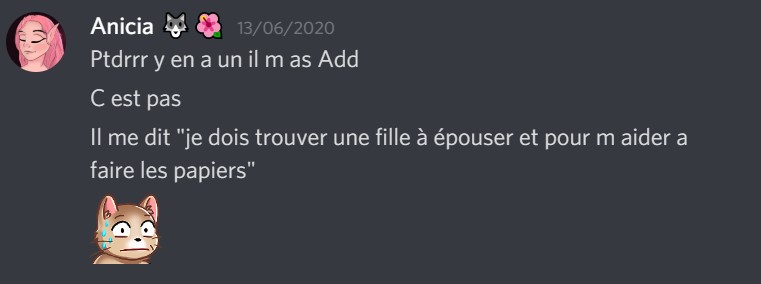 Anicia 🐺 🌺 13/06/2020
Ptdrrr y en a un il m as Add
C est pas
Il me dit "je dois trouver une fille à épouser et pour m aider a
faire les papiers"